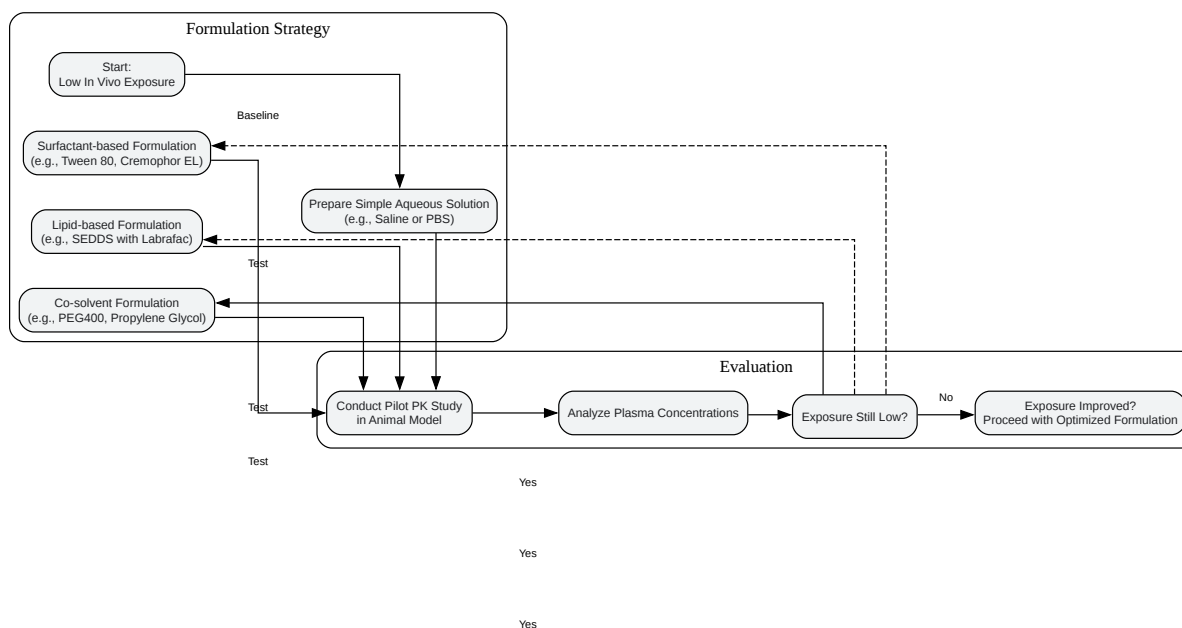 Formulation Strategy
Start:
Low In Vivo Exposure
Baseline
Surfactant-based Formulation
(e.g., Tween 80, Cremophor EL)
Prepare Simple Aqueous Solution
(e.g., Saline or PBS)
Lipid-based Formulation
(e.g., SEDDS with Labrafac)
Test
Co-solvent Formulation
(e.g., PEG400, Propylene Glycol)
Evaluation
Test
Conduct Pilot PK Study
in Animal Model
Analyze Plasma Concentrations
Exposure Still Low?
No
Exposure Improved?
Proceed with Optimized Formulation
Test
Yes
Yes
Yes